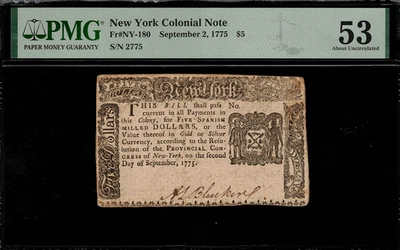 PMG
PAPER MONEY GUARANTY
New York Colonial Note
Fr#NY-180 September 2, 1775 $5
S/N 2775
53
About Uncirculated
New York
Dollars
THIS BILL shall pass No.
current in all Payments in
this Colony, for FIVE SPANISH
MILLED DOLLARS, or the
Value thereof in Gold or Silver
Currency, according to the Reso-
lution of the PROVINCIAL CON-
GRESS of New-York, on the second
Day of September, 1775.